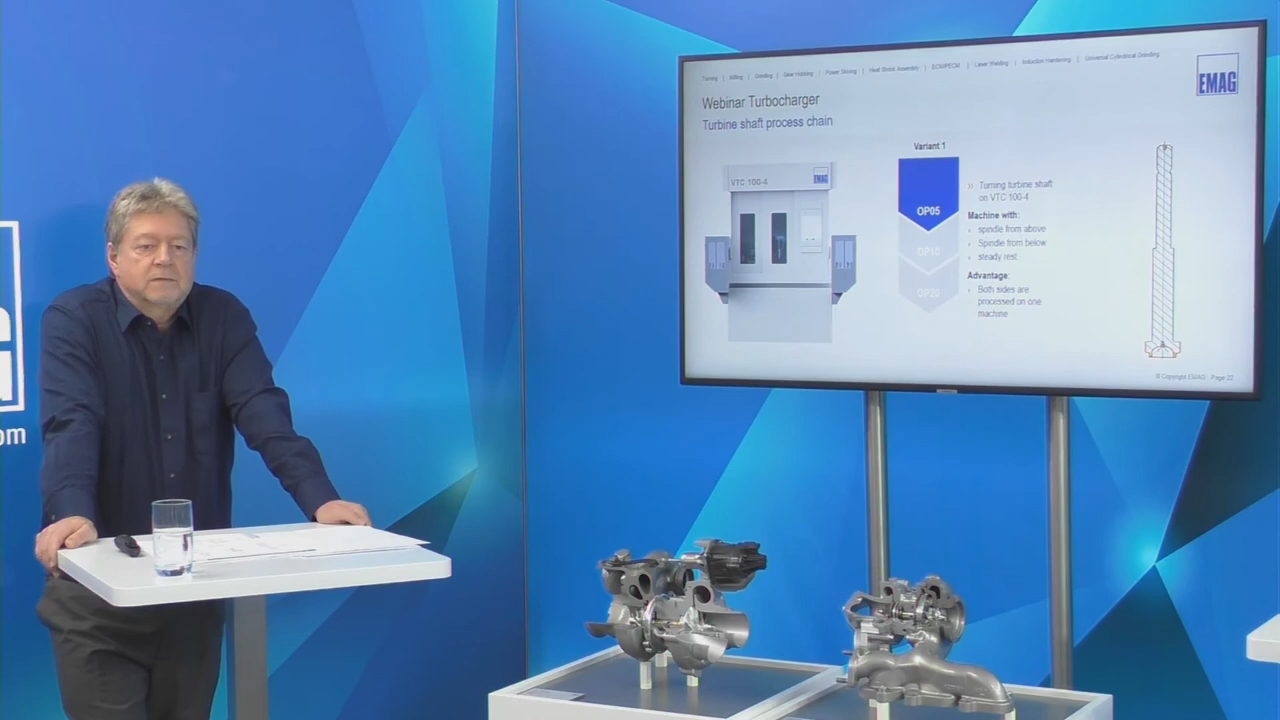 Turning | Milling | Grinding | Gear Hobbing | Power Skiving | Heat Shrink Assembly | ECM/PECM | Laser Welding | Induction Hardening | Universal Cylindrical Grinding
EMAG
Webinar Turbocharger
Turbine shaft process chain
Variant 1
VTC 100-4
EMAG
OP05
OP10
OP20
» Turning turbine shaft
on VTC 100-4
Machine with:
› spindle from above
› Spindle from below
› steady rest
Advantage:
› Both sides are
processed on one
machine
© Copyright EMAG Page 22
G
om